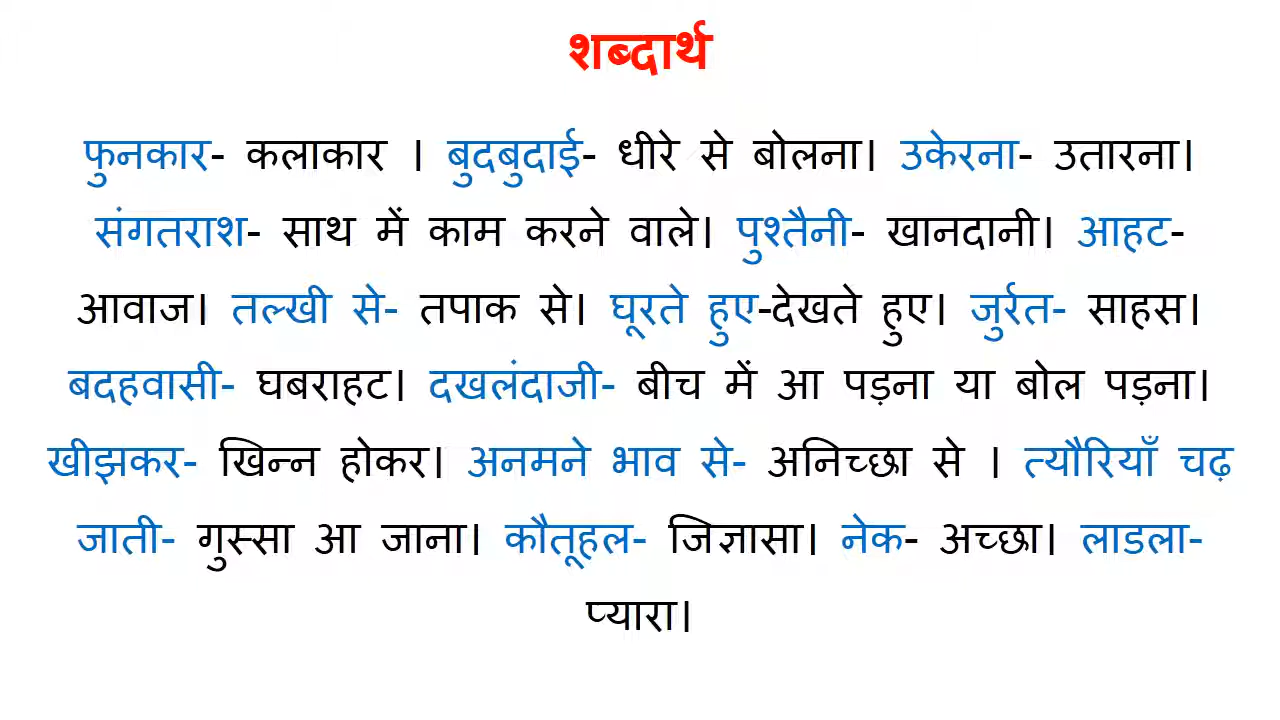 शब्दार्थ
फुनकार- कलाकार । बुदबुदाई- धीरे से बोलना। उकेरना- उतारना।
संगतराश- साथ में काम करने वाले। पुश्तैनी- खानदानी। आहट-
आवाज। तल्खी से- तपाक से। घूरते हुए-देखते हुए। जुर्रत- साहस।
बदहवासी- घबराहट। दखलंदाजी- बीच में आ पड़ना या बोल पड़ना।
खीझकर- खिन्न होकर। अनमने भाव से- अनिच्छा से । त्यौरियाँ चढ़
जाती- गुस्सा आ जाना। कौतूहल- जिज्ञासा। नेक- अच्छा। लाडला-
प्यारा।